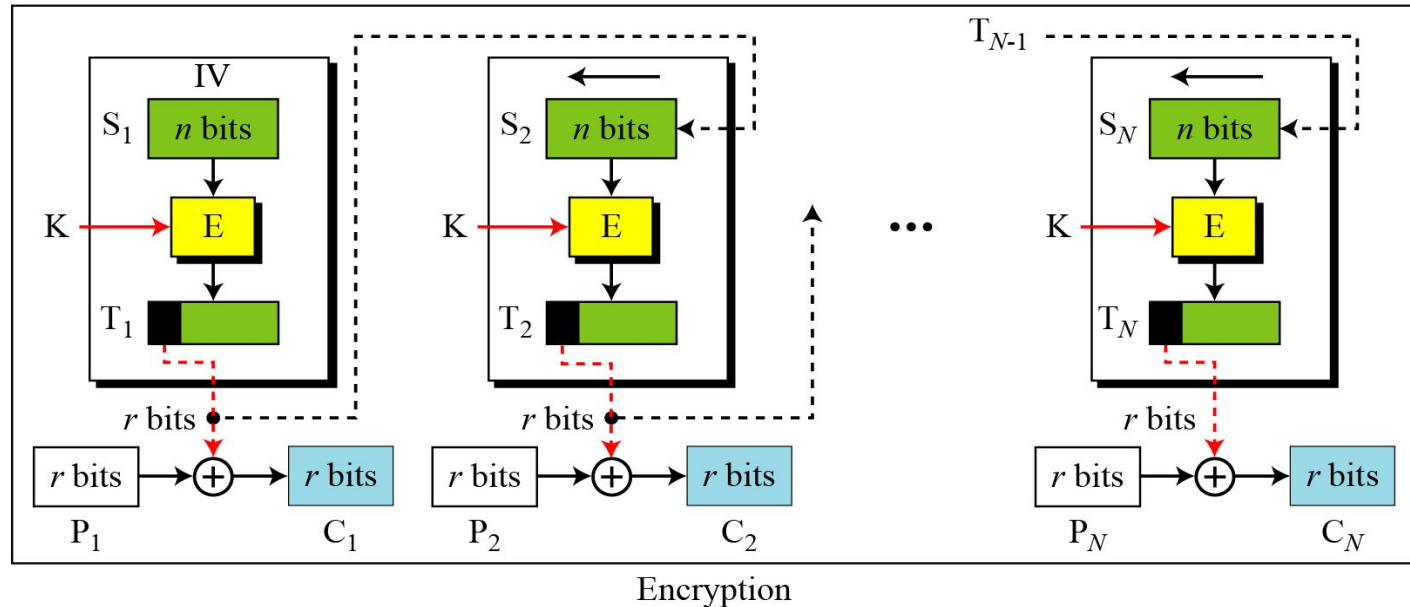 IV
T_{N-1}
S_1 n bits
S_2 n bits
S_N n bits
K E
K E
K E
T_1
T_2
T_N
r bits
r bits
r bits
r bits + r bits
r bits + r bits
•••
r bits + r bits
P_1 C_1
P_2 C_2
P_N C_N
Encryption